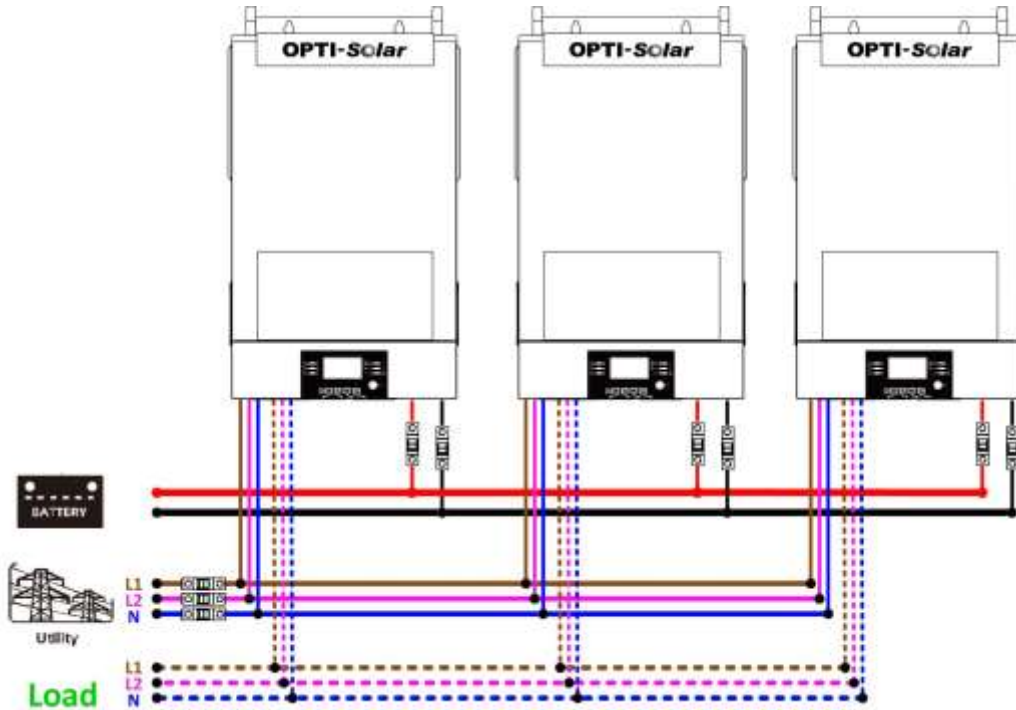 OPTI-Solar
OPTI-Solar
OPTI-Solar
BATTERY
L1
L2
N
Utility
L1
L2
N
Load